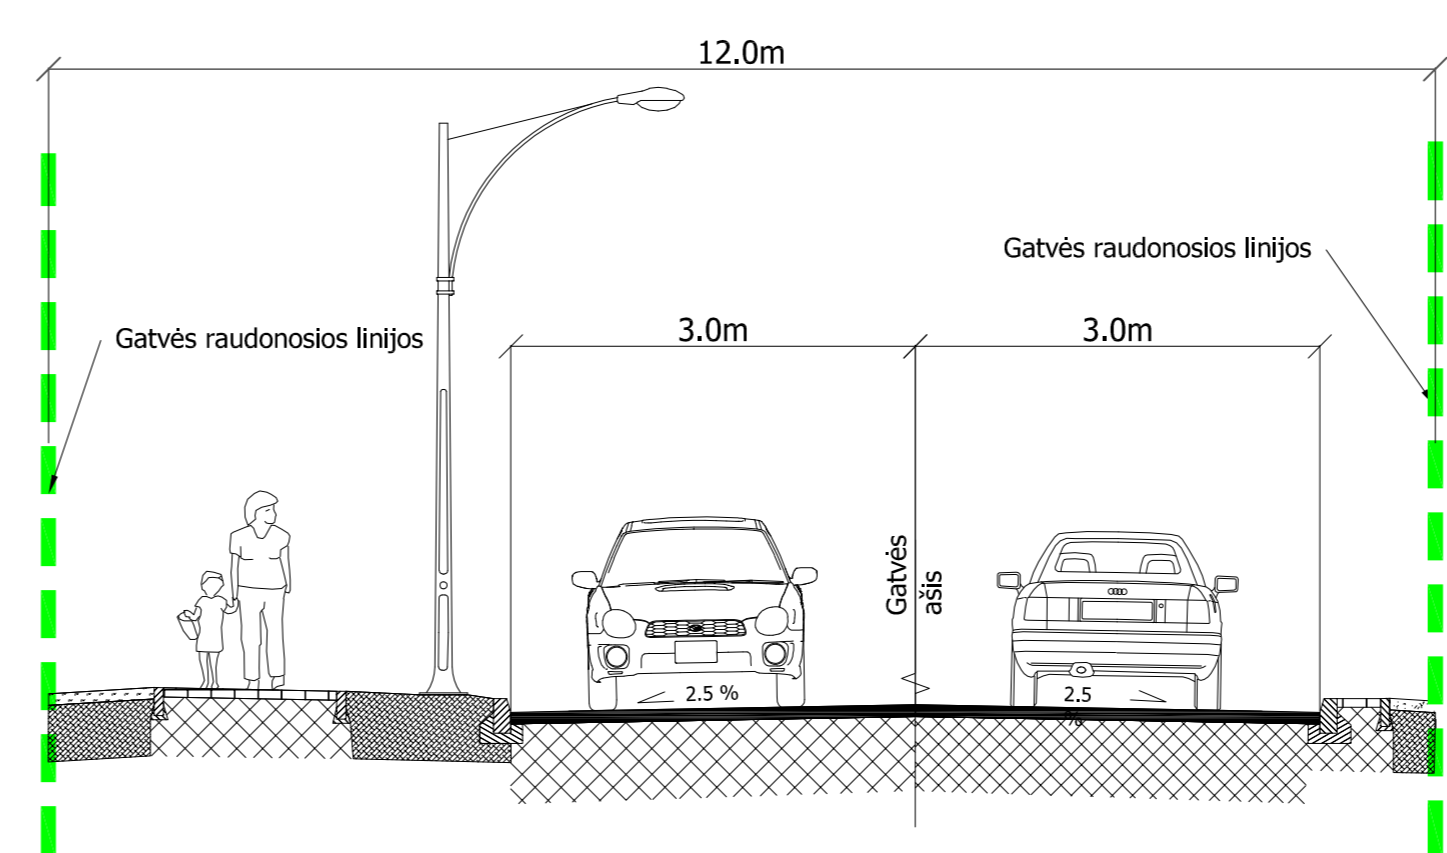 12.0m
Gatvės raudonosios linijos
3.0m
3.0m
Gatvės raudonosios linijos
Gatvės
ašis
2.5 %
2.5
%